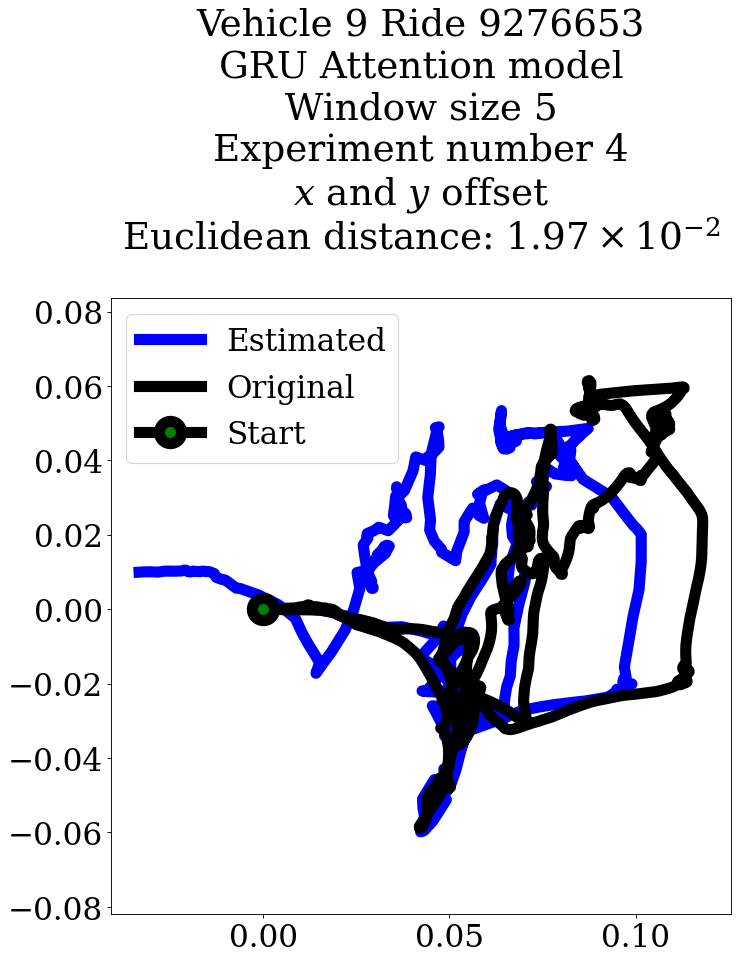 Vehicle 9 Ride 9276653
GRU Attention model
Window size 5
Experiment number 4
x and y offset
Euclidean distance: 1.97 × 10⁻²
Estimated
Original
Start
0.08
0.06
0.04
0.02
0.00
−0.02
−0.04
−0.06
−0.08
0.00 0.05 0.10